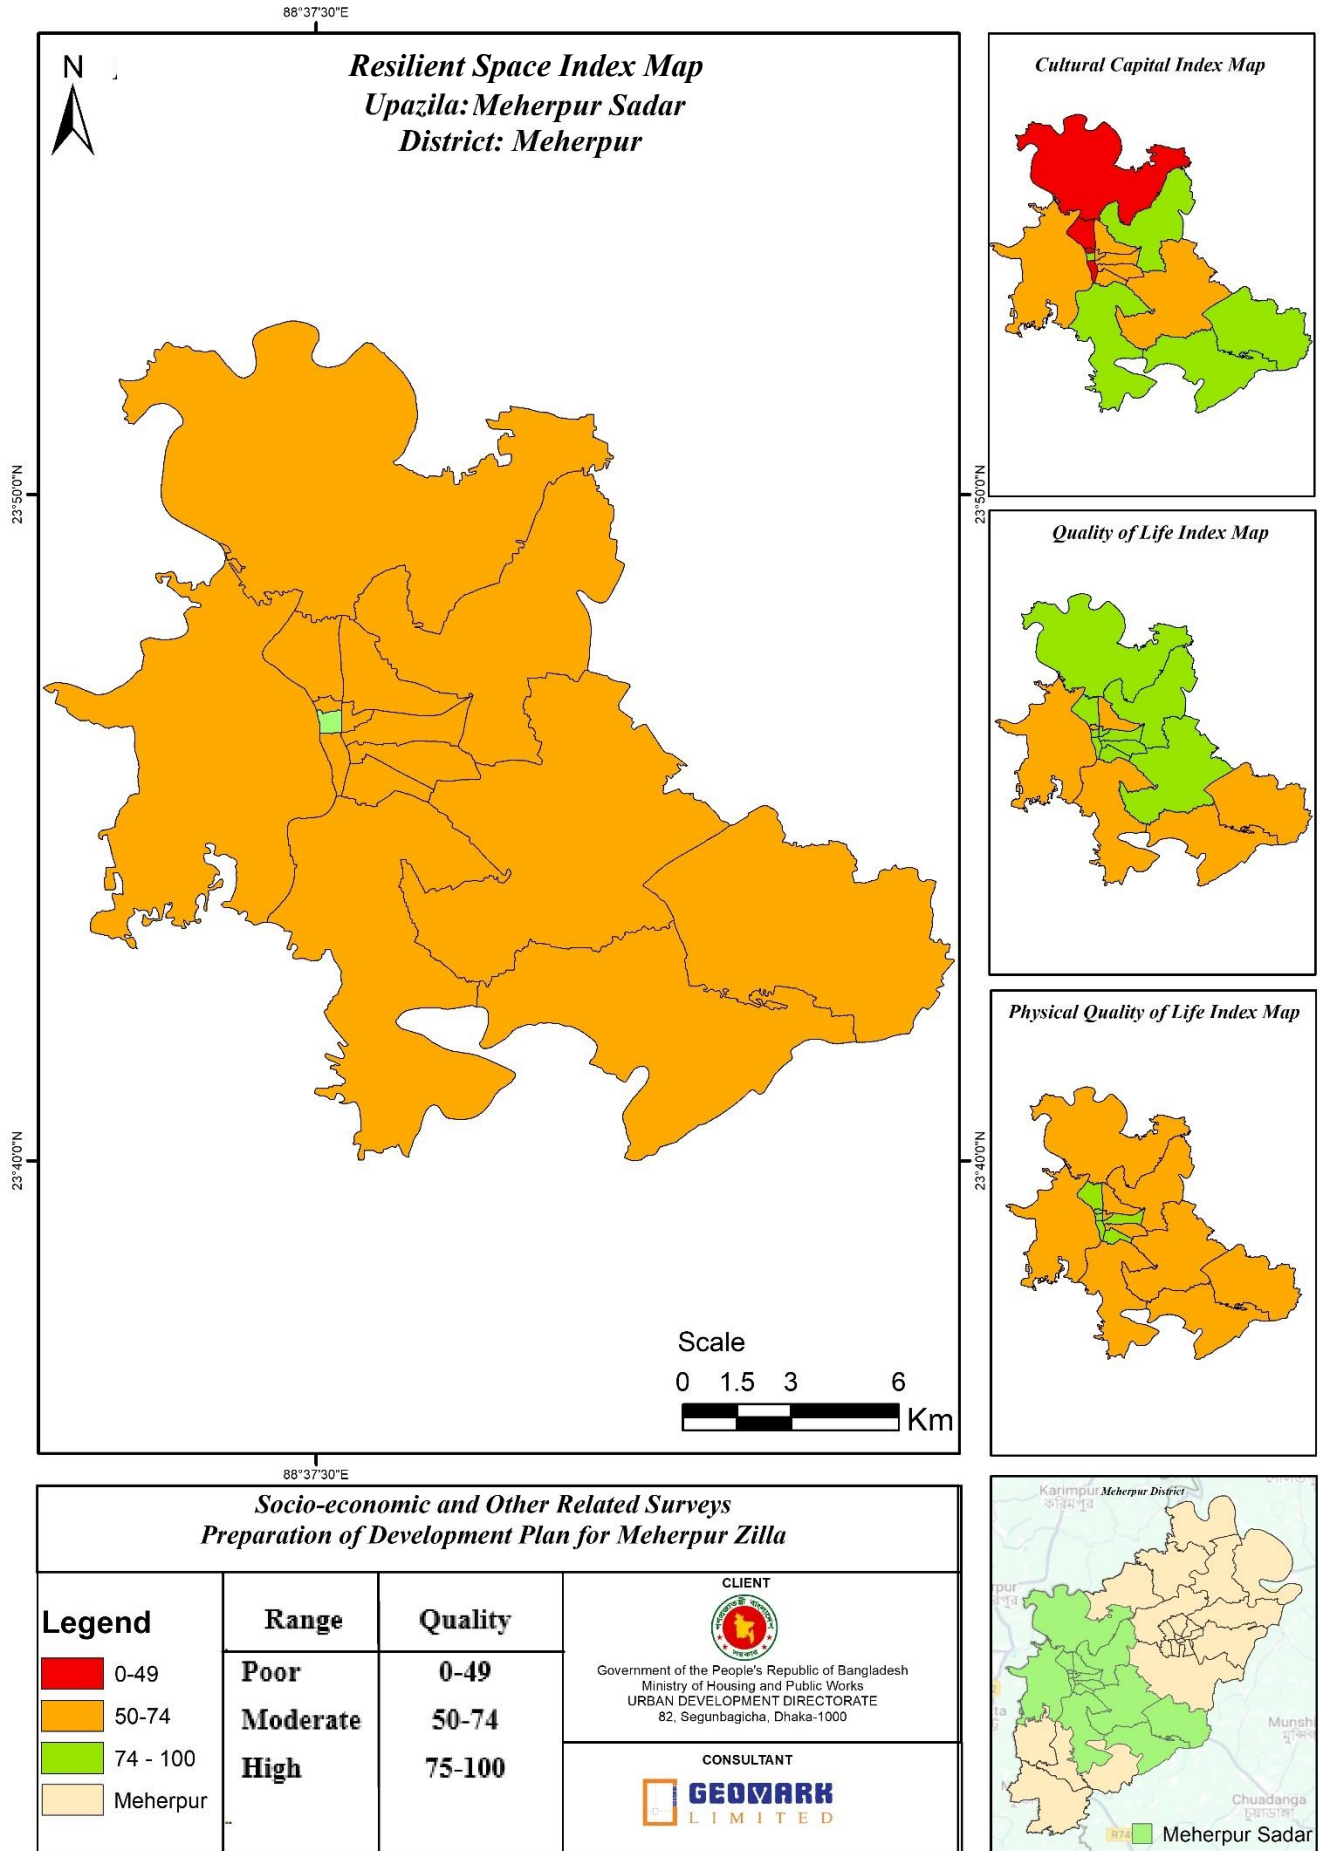 88°37'30"E
N
Resilient Space Index Map
Upazila: Meherpur Sadar
District: Meherpur
23°50'0"N
23°50'0"N
23°40'0"N
23°40'0"N
Scale
0 1.5 3 6
Km
88°37'30"E
Cultural Capital Index Map
Quality of Life Index Map
Physical Quality of Life Index Map
Socio-economic and Other Related Surveys
Preparation of Development Plan for Meherpur Zilla
Legend
0-49
50-74
74 - 100
Meherpur
Range Quality
Poor 0-49
Moderate 50-74
High 75-100
CLIENT
Government of the People's Republic of Bangladesh
Ministry of Housing and Public Works
URBAN DEVELOPMENT DIRECTORATE
82, Segunbagicha, Dhaka-1000
CONSULTANT
GEOMARK
LIMITED
Meherpur District
Karimpur
করিমপুর
Munshi
Chuadanga
চুয়াডাঙ্গা
Meherpur Sadar